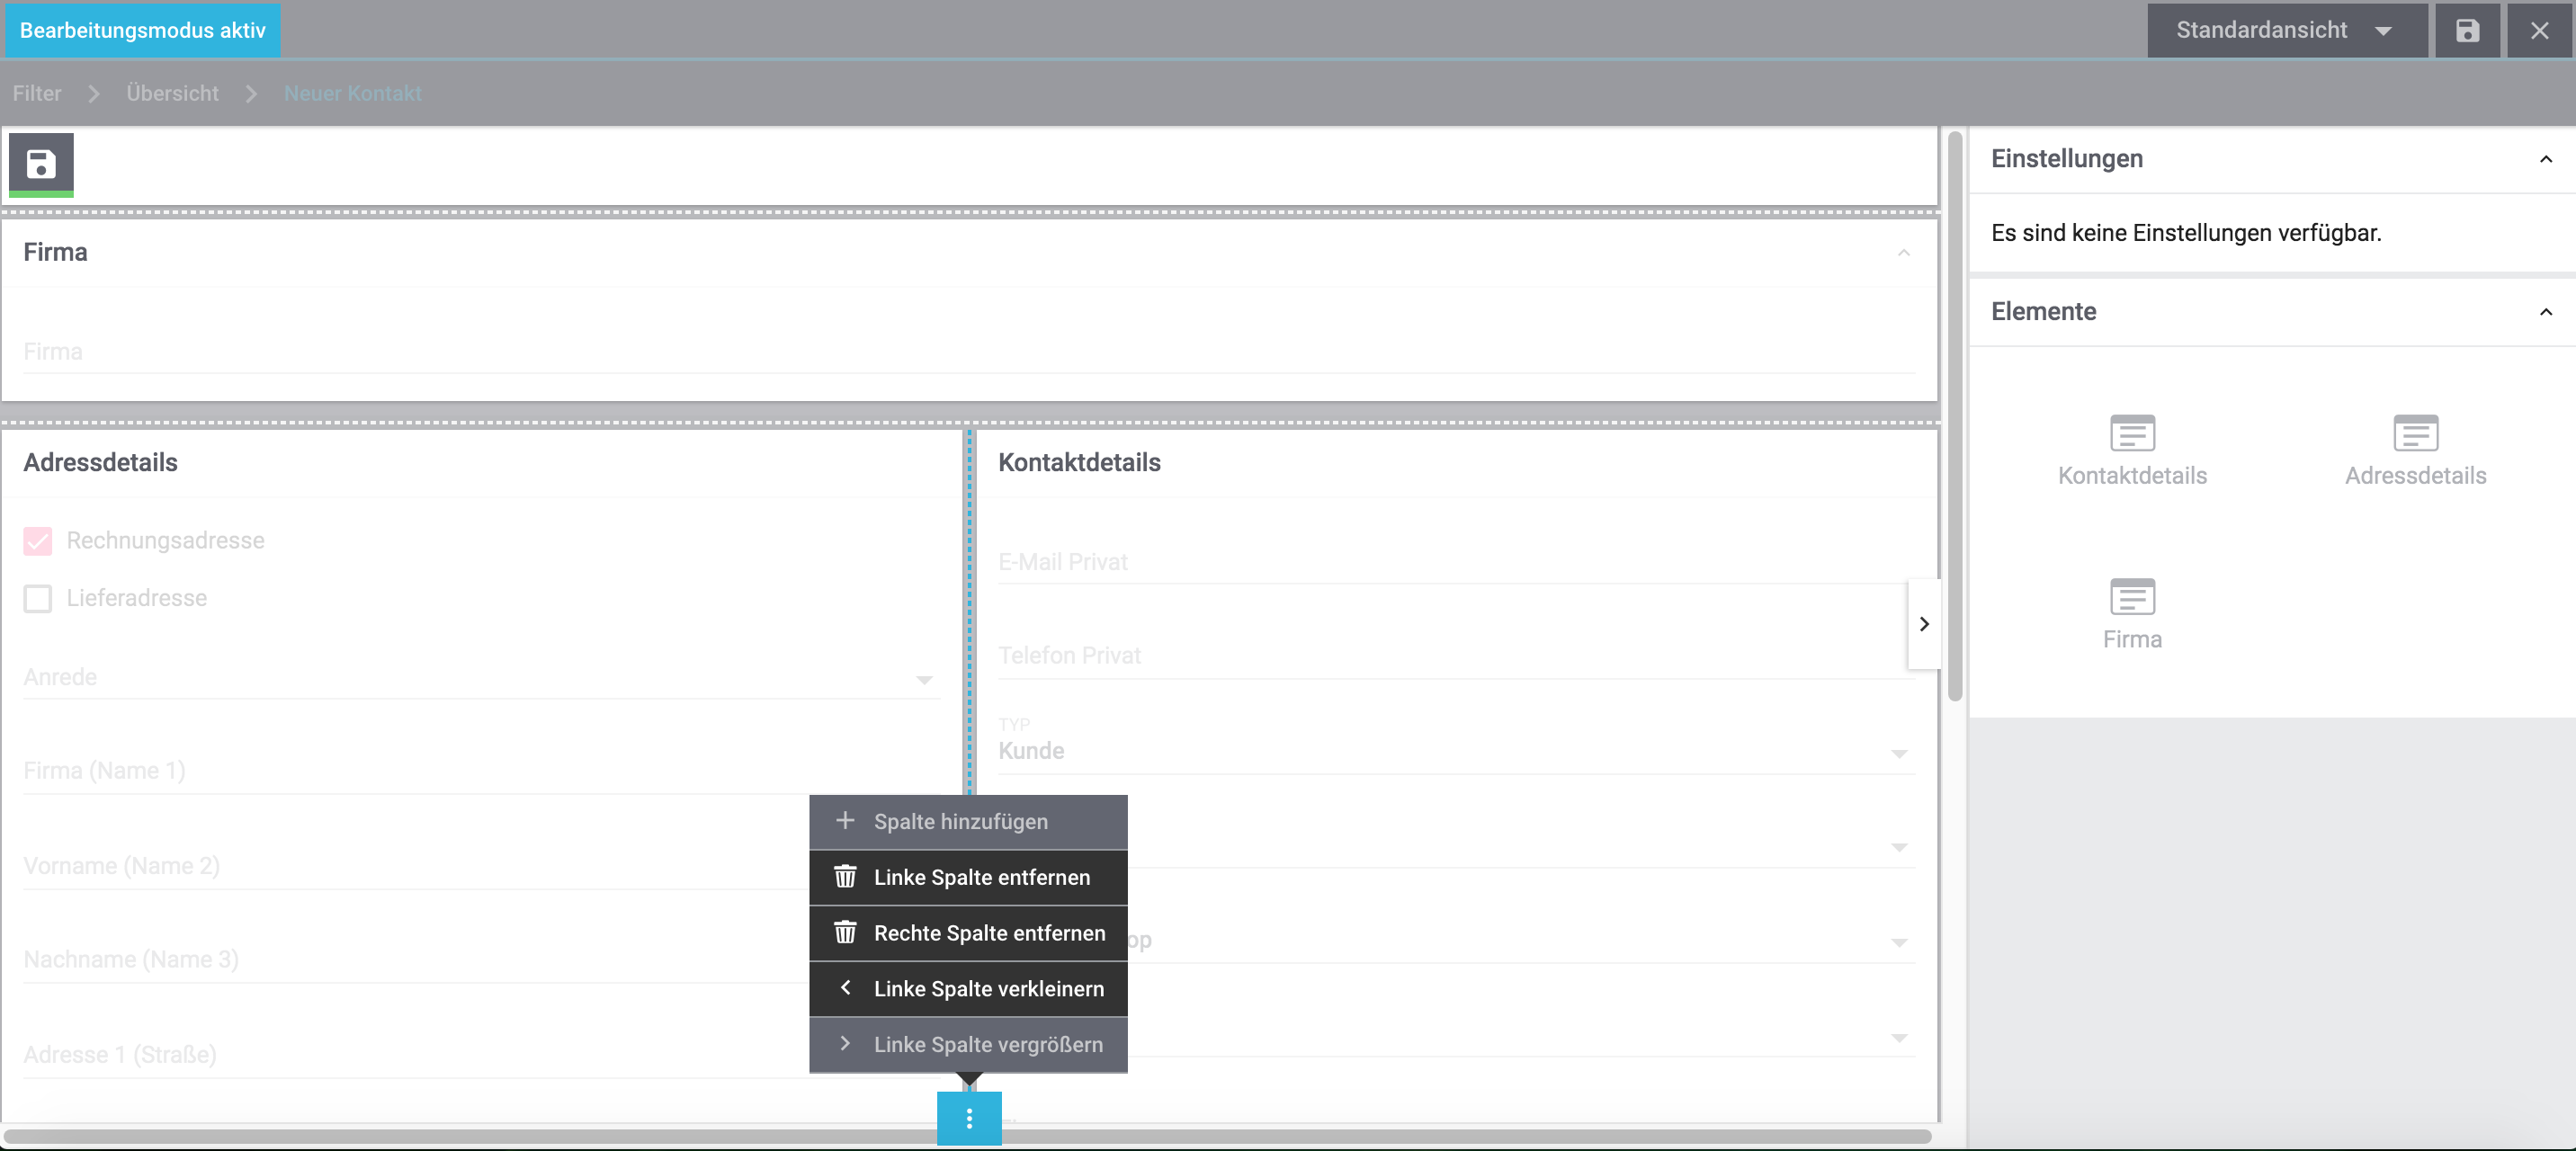 Bearbeitungsmodus aktiv
Standardansicht
Filter
Übersicht
Neuer Kontakt
Einstellungen
Es sind keine Einstellungen verfügbar.
Firma
Elemente
Firma
Kontaktdetails
Adressdetails
Firma
Adressdetails
Rechnungsadresse
Lieferadresse
Anrede
Firma (Name 1)
Vorname (Name 2)
Nachname (Name 3)
Adresse 1 (Straße)
Kontaktdetails
E-Mail Privat
Telefon Privat
TYP
Kunde
op
Spalte hinzufügen
Linke Spalte entfernen
Rechte Spalte entfernen
Linke Spalte verkleinern
Linke Spalte vergrößern